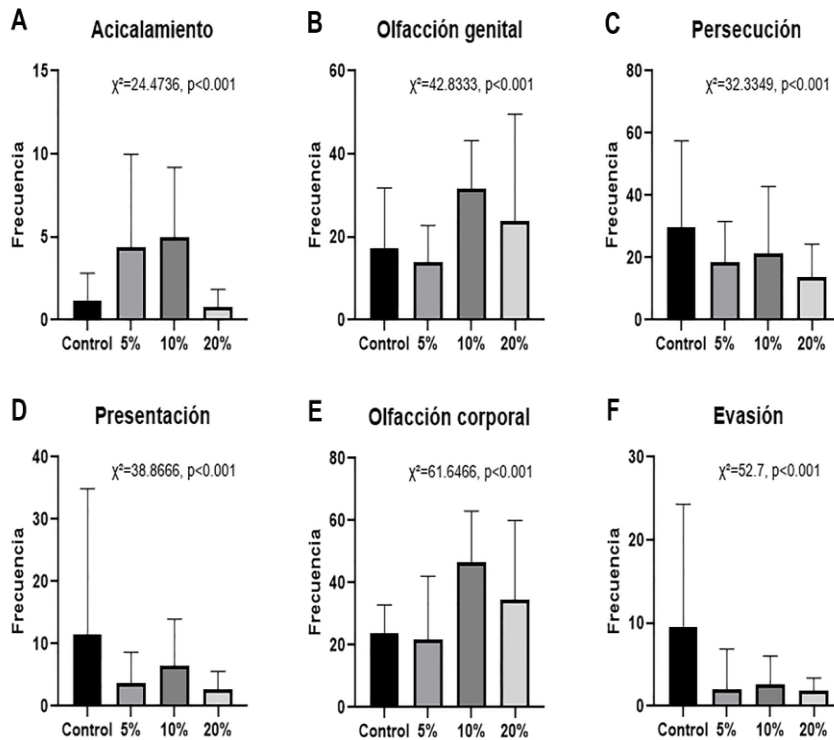 A
Acicalamiento
χ²=24.4736, p<0.001
Frecuencia
15
10
5
0
Control 5% 10% 20%
B
Olfacción genital
χ²=42.8333, p<0.001
Frecuencia
60
40
20
0
Control 5% 10% 20%
C
Persecución
χ²=32.3349, p<0.001
Frecuencia
80
60
40
20
0
Control 5% 10% 20%
D
Presentación
χ²=38.8666, p<0.001
Frecuencia
40
30
20
10
0
Control 5% 10% 20%
E
Olfacción corporal
χ²=61.6466, p<0.001
Frecuencia
80
60
40
20
0
Control 5% 10% 20%
F
Evasión
χ²=52.7, p<0.001
Frecuencia
30
20
10
0
Control 5% 10% 20%